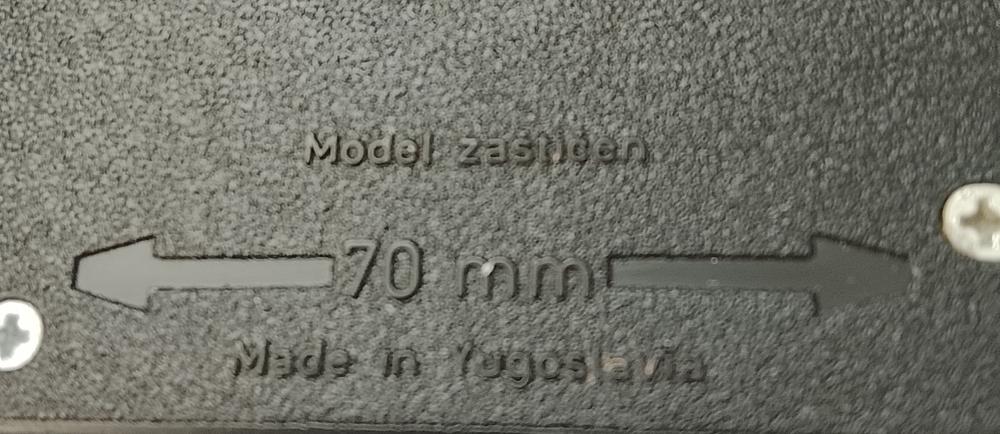 Model zaštićen
70 mm
Made in Yugoslavia